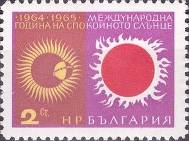 ·1964-1965· МЕЖДУНАРОДНА
ГОДИНА НА СПОКОЙНОТО СЛЪНЦЕ
2 СТ.
НР БЪЛГАРИЯ